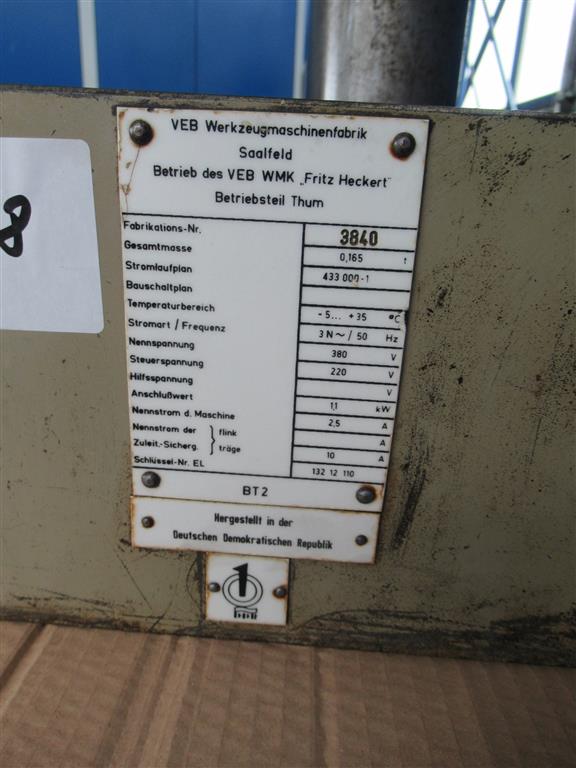 8
VEB Werkzeugmaschinenfabrik
Saalfeld
Betrieb des VEB WMK „Fritz Heckert"
Betriebsteil Thum
Fabrikations-Nr. 3840
Gesamtmasse 0,165 t
Stromlaufplan 433 000-1
Bauschaltplan
Temperaturbereich -5... +35 °C
Stromart / Frequenz 3 N ~ / 50 Hz
Nennspannung 380 V
Steuerspannung 220 V
Hilfsspannung V
Anschlußwert 1,1 kW
Nennstrom d. Maschine 2,5 A
Nennstrom der } flink A
Zuleit.-Sicherg. } träge 10 A
Schlüssel-Nr. EL 132 12 110
BT 2
Hergestellt in der
Deutschen Demokratischen Republik
1